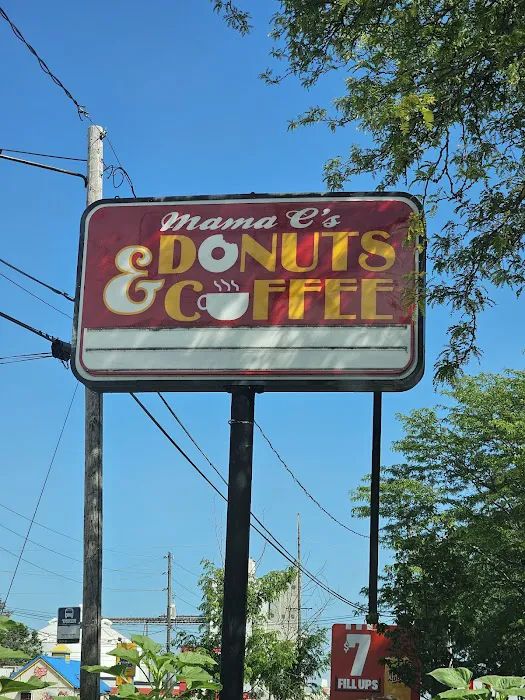 Mama C's
DONUTS
& COFFEE
$7
FILL UPS